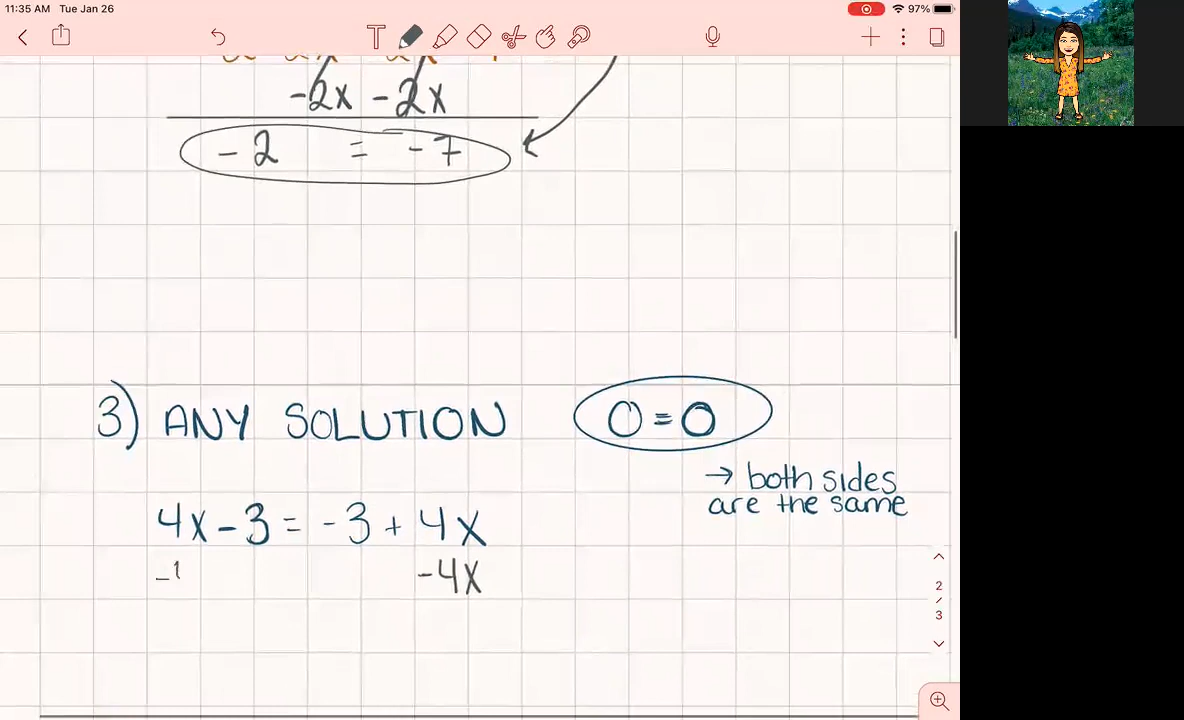 11:35 AM Tue Jan 26
97%
T
-2x -2x
-2 = -7
3) ANY SOLUTION 0=0
→ both sides
are the same
4x-3 = -3 + 4x
-4x
2
/
3